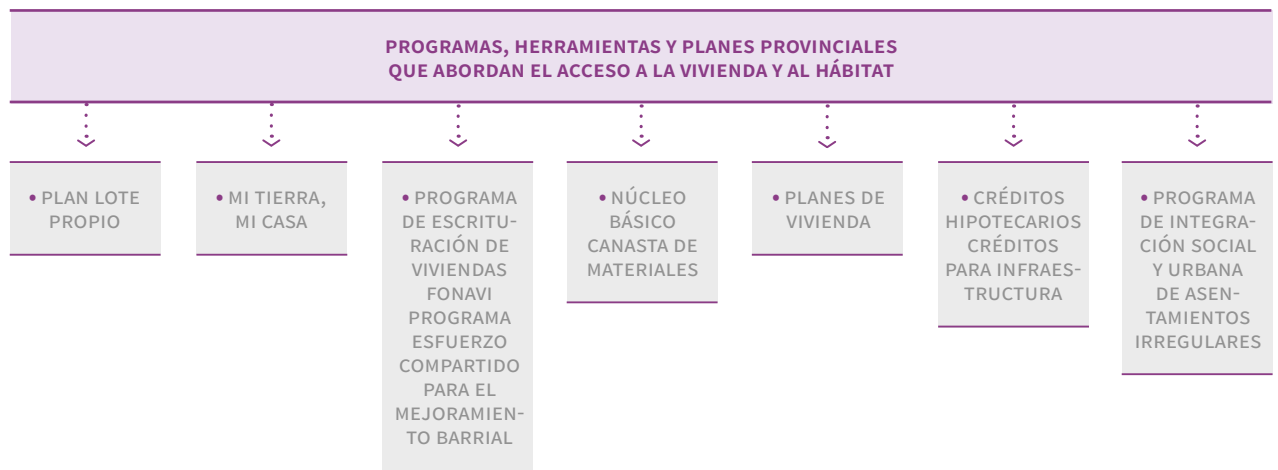 PROGRAMAS, HERRAMIENTAS Y PLANES PROVINCIALES
QUE ABORDAN EL ACCESO A LA VIVIENDA Y AL HÁBITAT
• PLAN LOTE
PROPIO
• MI TIERRA,
MI CASA
• PROGRAMA
DE ESCRITU-
RACIÓN DE
VIVIENDAS
FONAVI
PROGRAMA
ESFUERZO
COMPARTIDO
PARA EL
MEJORAMIEN-
TO BARRIAL
• NÚCLEO
BÁSICO
CANASTA DE
MATERIALES
• PLANES DE
VIVIENDA
• CRÉDITOS
HIPOTECARIOS
CRÉDITOS
PARA INFRAES-
TRUCTURA
• PROGRAMA
DE INTEGRA-
CIÓN SOCIAL
Y URBANA
DE ASEN-
TAMIENTOS
IRREGULARES